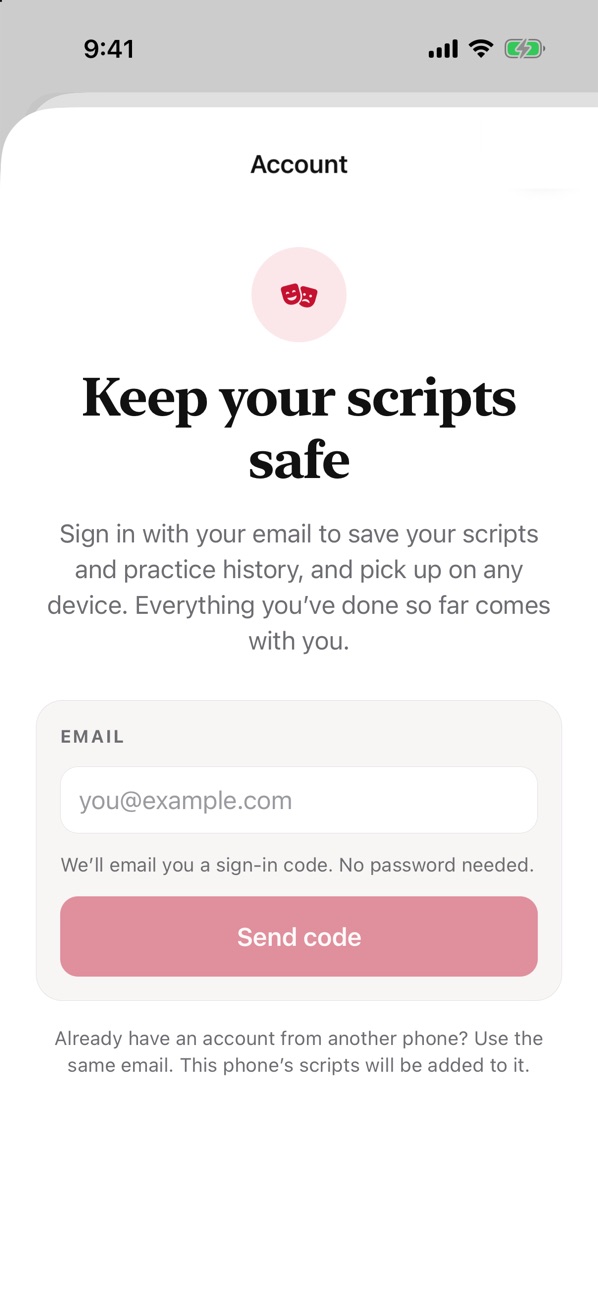 9:41
Account
Keep your scripts
safe
Sign in with your email to save your scripts
and practice history, and pick up on any
device. Everything you’ve done so far comes
with you.
EMAIL
you@example.com
We’ll email you a sign-in code. No password needed.
Send code
Already have an account from another phone? Use the
same email. This phone’s scripts will be added to it.